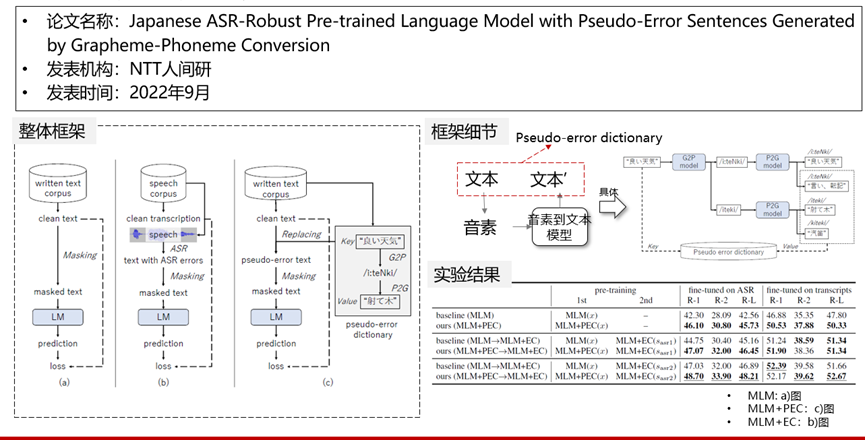 • 论文名称：Japanese ASR-Robust Pre-trained Language Model with Pseudo-Error Sentences Generated
by Grapheme-Phoneme Conversion
• 发表机构：NTT人间研
• 发表时间：2022年9月
整体框架
written text
corpus
clean text
Masking
masked text
LM
prediction
loss
(a)
speech
corpus
clean transcription
speech
ASR
text with ASR errors
Masking
masked text
LM
prediction
loss
(b)
written text
corpus
clean text
Replacing
pseudo-error text
Masking
masked text
LM
prediction
loss
(c)
Key "良い天気"
G2P
/i:teNki/
P2G
Value "射て木"
pseudo-error
dictionary
框架细节
Pseudo-error dictionary
文本 文本’
音素
音素到文本
模型
具体
"良い天気"
G2P
model
/i:teNki/
P2G
model
/i:teNki/
"良い天気"
/i:teNki/
"言い、転記"
/iteki/
P2G
model
/iteki/
"射て木"
/kiteki/
"汽笛"
Key
Pseudo error dictionary
Value
实验结果
pre-training fine-tuned on ASR fine-tuned on transcripts
1st 2nd R-1 R-2 R-L R-1 R-2 R-L
baseline (MLM) MLM(x) – 42.30 28.09 42.56 46.88 35.35 47.80
ours (MLM+PEC) MLM+PEC(x) – 46.10 30.80 45.73 50.53 37.88 50.33
baseline (MLM→MLM+EC) MLM(x) MLM+EC(sasr1) 44.75 30.40 45.16 51.24 38.59 51.34
ours (MLM+PEC→MLM+EC) MLM+PEC(x) MLM+EC(sasr1) 47.07 32.00 46.45 51.90 38.36 51.34
baseline (MLM→MLM+EC) MLM(x) MLM+EC(sasr2) 47.03 32.00 46.89 52.39 39.58 51.66
ours (MLM+PEC→MLM+EC) MLM+PEC(x) MLM+EC(sasr2) 48.70 33.90 48.21 52.17 39.62 52.67
• MLM: a)图
• MLM+PEC：c)图
• MLM+EC：b)图